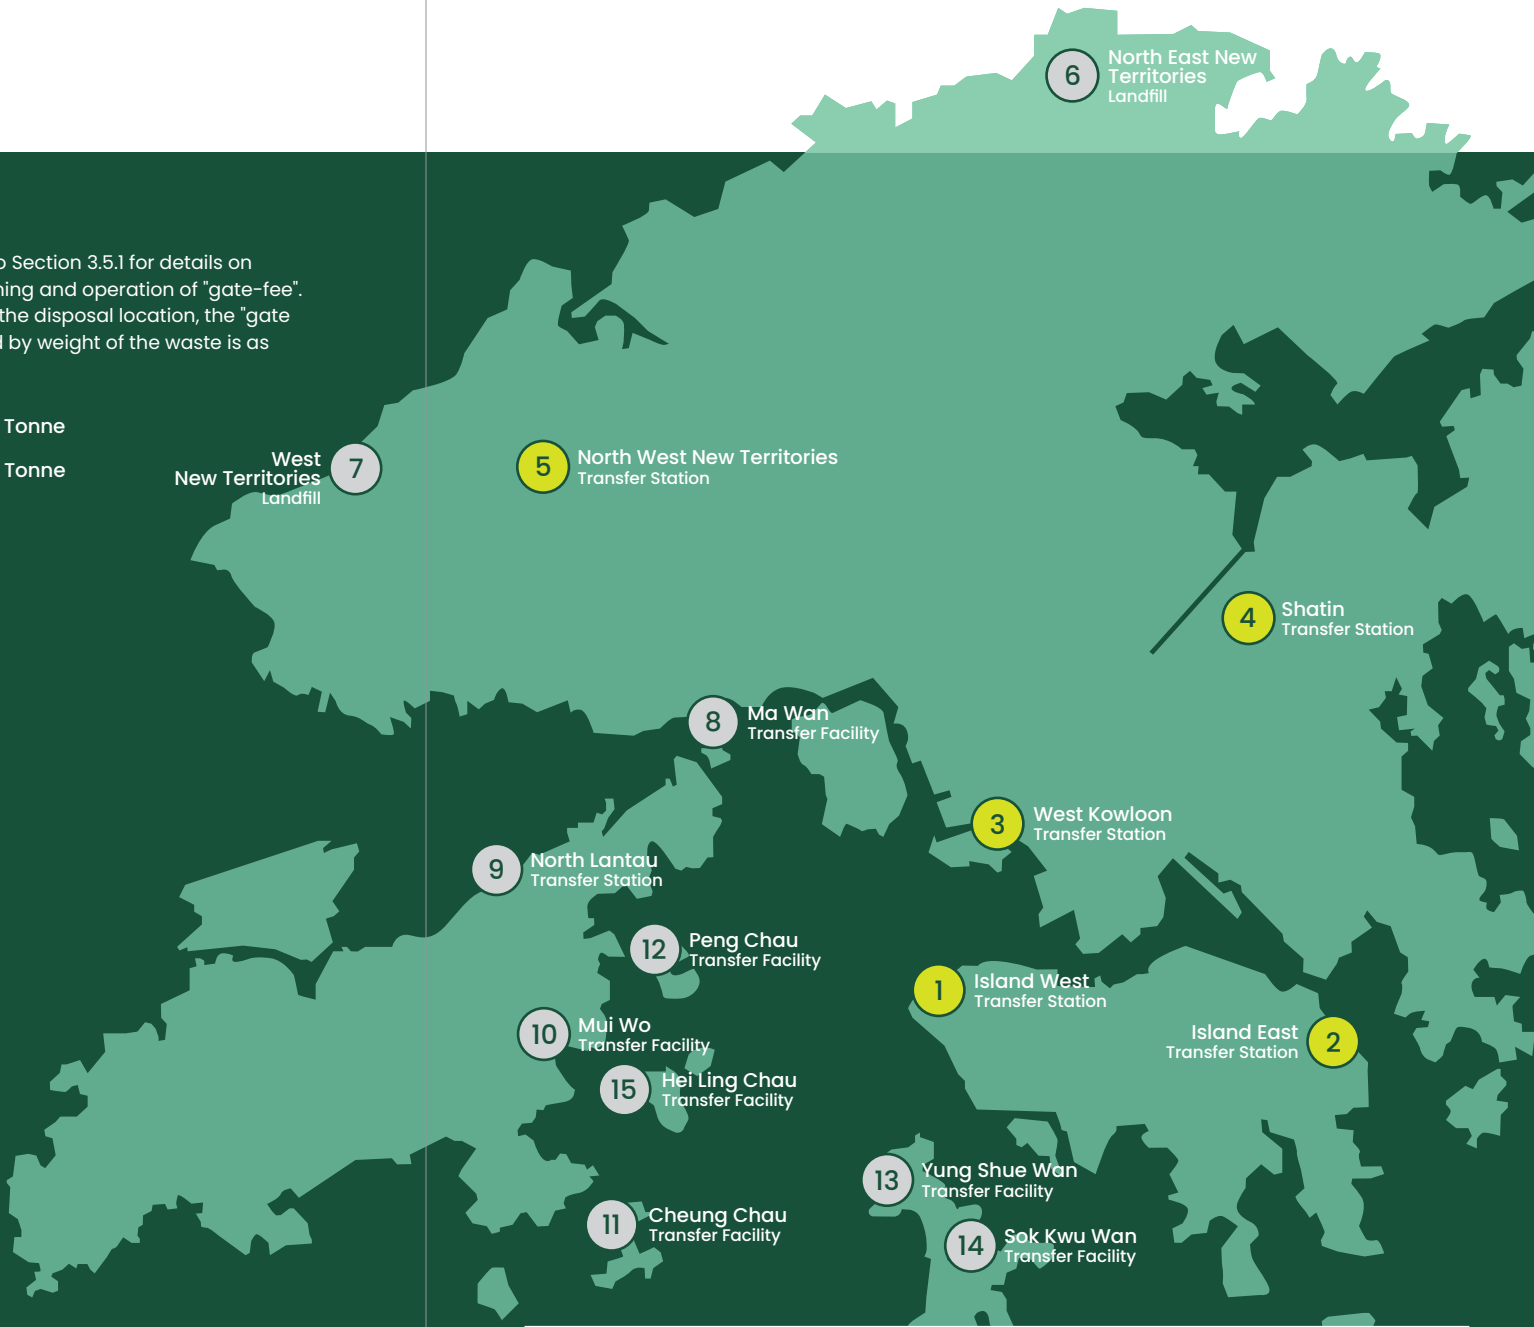 6
North East New
Territories
Landfill
Section 3.5.1 for details on
and operation of "gate-fee".
the disposal location, the "gate
by weight of the waste is as
Tonne
Tonne
West
New Territories
Landfill
7
5
North West New Territories
Transfer Station
4
Shatin
Transfer Station
8
Ma Wan
Transfer Facility
3
West Kowloon
Transfer Station
9
North Lantau
Transfer Station
12
Peng Chau
Transfer Facility
1
Island West
Transfer Station
10
Mui Wo
Transfer Facility
Island East
Transfer Station
2
15
Hei Ling Chau
Transfer Facility
13
Yung Shue Wan
Transfer Facility
11
Cheung Chau
Transfer Facility
14
Sok Kwu Wan
Transfer Facility